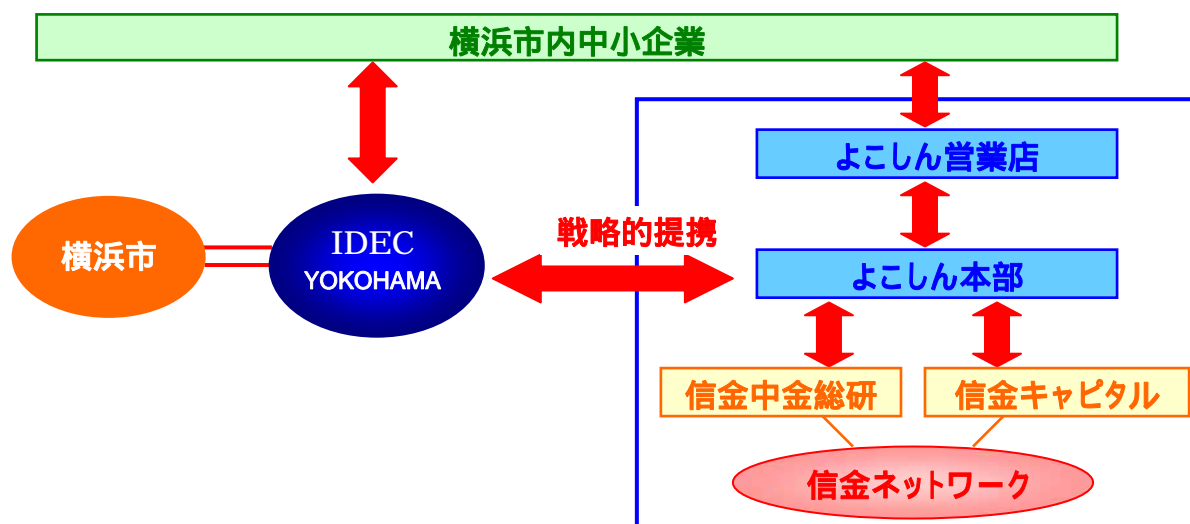 横浜市内中小企業
よこしん営業店
戦略的提携
横浜市
IDEC
YOKOHAMA
よこしん本部
信金中金総研
信金キャピタル
信金ネットワーク